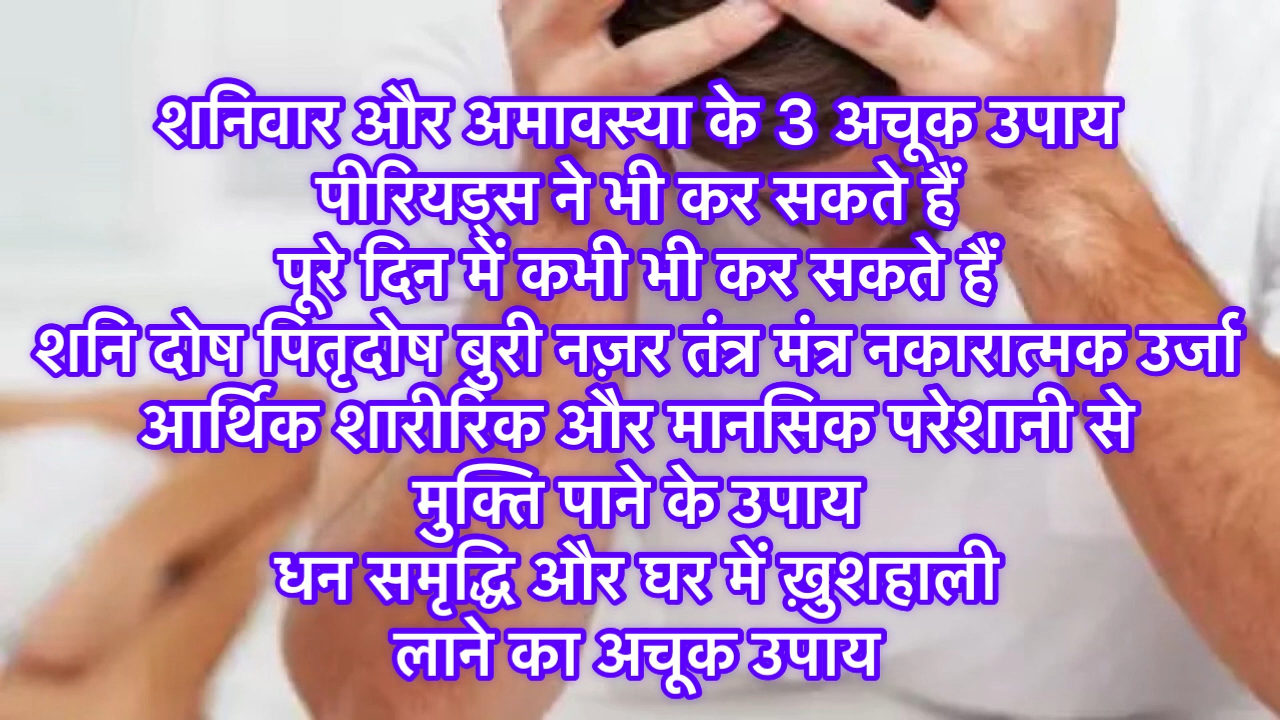 शनिवार और अमावस्या के 3 अचूक उपाय
पीरियड्स ने भी कर सकते हैं
पूरे दिन में कभी भी कर सकते हैं
शनि दोष पितृदोष बुरी नज़र तंत्र मंत्र नकारात्मक उर्जा
आर्थिक शारीरिक और मानसिक परेशानी से
मुक्ति पाने के उपाय
धन समृद्धि और घर में ख़ुशहाली
लाने का अचूक उपाय